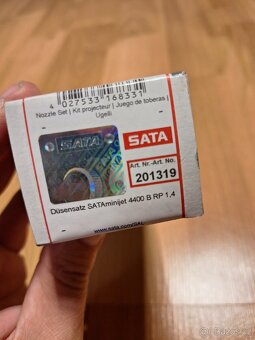 4 027533 168331
Nozzle Set | Kit projecteur | Juego de toberas |
Ugelli
SATA
SATA
Art. Nr.-Art. No.
201319
Düsensatz SATAminijet 4400 B RP 1,4
www.sata.com